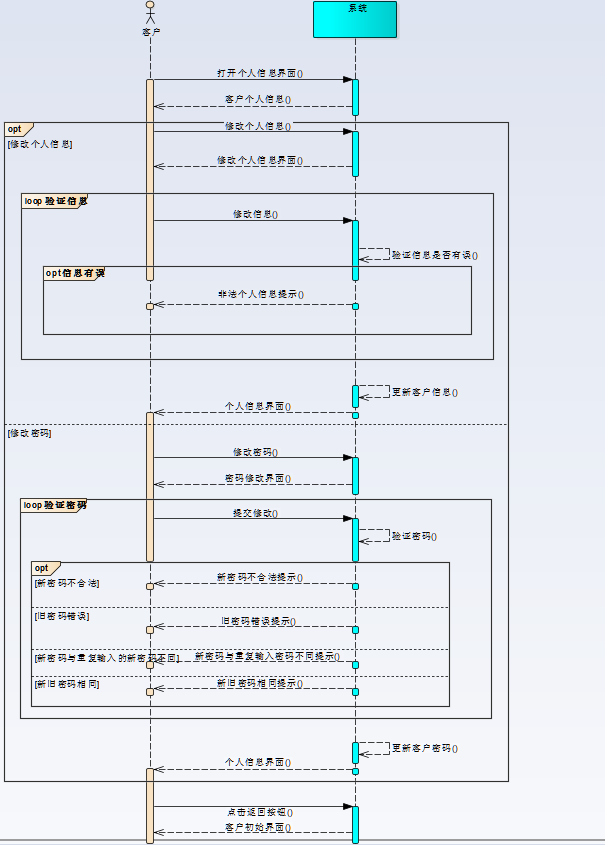 客户
系统
打开个人信息界面()
客户个人信息()
opt
修改个人信息()
[修改个人信息]
修改个人信息界面()
loop 验证信息
修改信息()
验证信息是否有误()
opt信息有误
非法个人信息提示()
更新客户信息()
个人信息界面()
[修改密码]
修改密码()
密码修改界面()
loop 验证密码
提交修改()
验证密码()
opt
新密码不合法提示()
[新密码不合法]
[旧密码错误]
旧密码错误提示()
[新密码与重复输入的新密码不同]
新密码与重复输入密码不同提示()
[新旧密码相同]
新旧密码相同提示()
更新客户密码()
个人信息界面()
点击返回按钮()
客户初始界面()